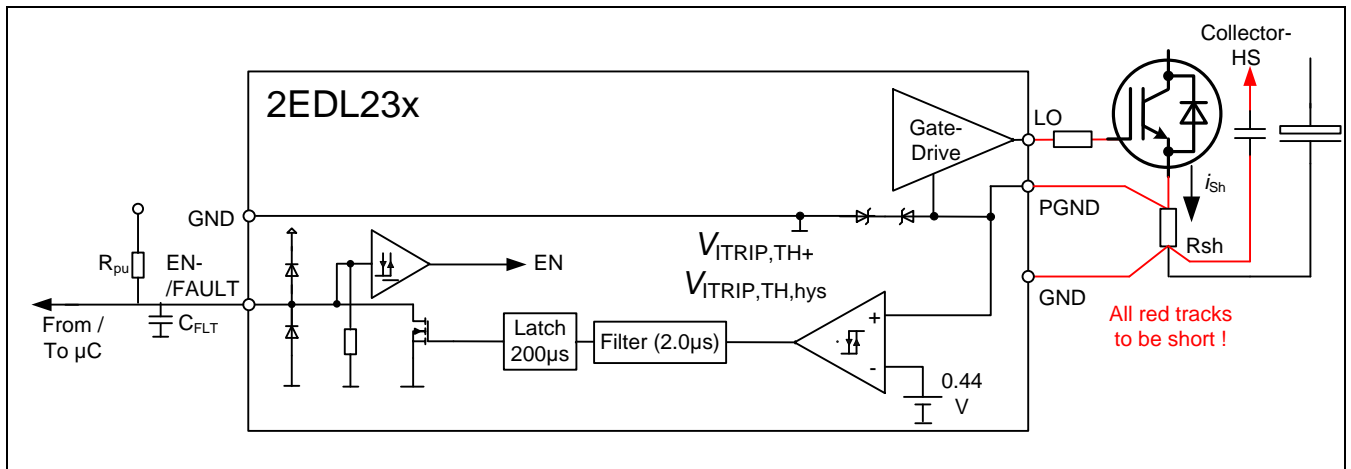 2EDL23x
Collector-
HS
LO
Gate-
Drive
iSh
GND
PGND
Rsh
VITRIP,TH+
VITRIP,TH,hys
Rpu
EN-
/FAULT
EN
GND
CFLT
From /
To µC
Latch
200µs
Filter (2.0µs)
+
-
0.44
V
All red tracks
to be short !